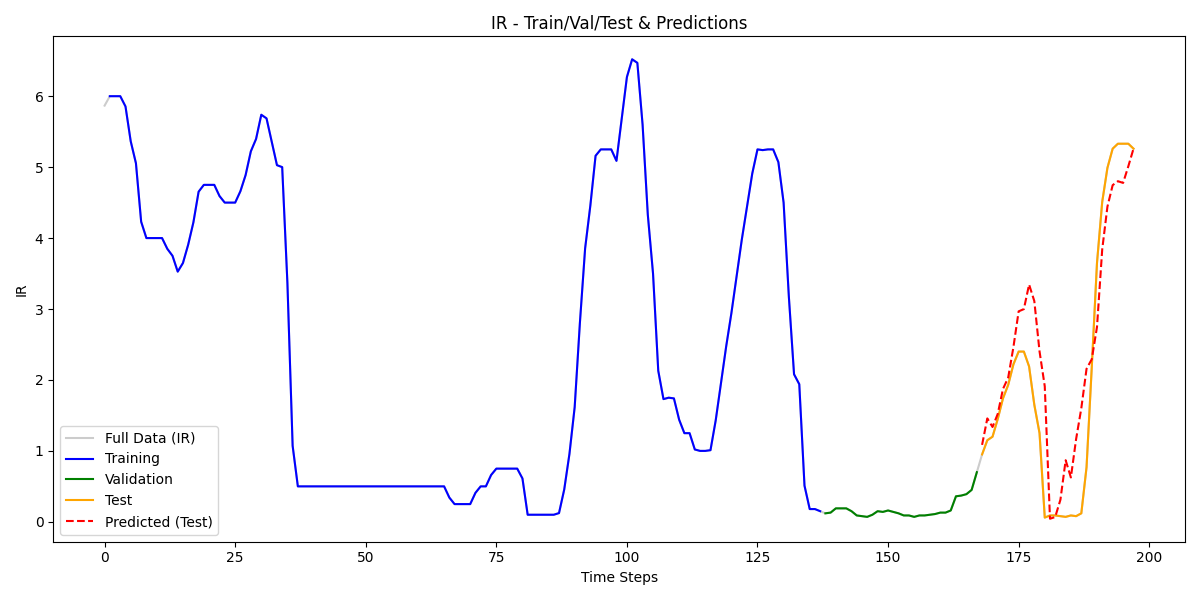 IR - Train/Val/Test & Predictions
IR
6
5
4
3
2
1
0
Full Data (IR)
Training
Validation
Test
Predicted (Test)
0 25 50 75 100 125 150 175 200
Time Steps